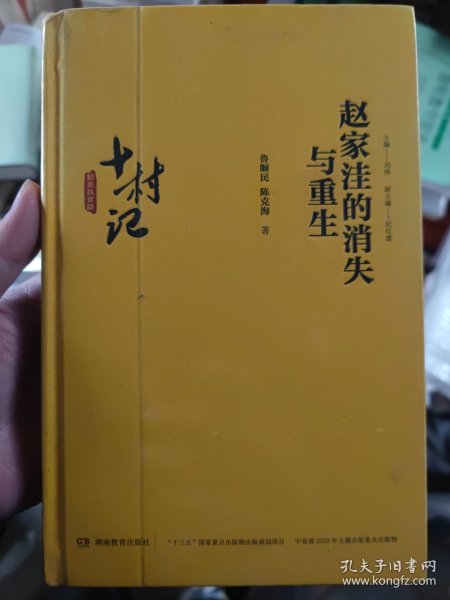 主编——刘伟 副主编——纪红建
赵家洼的消失
与重生
鲁顺民 陈克海 著
十村记
精准扶贫路
湖南教育出版社
“十三五”国家重点出版物出版规划项目
中宣部2020年主题出版重点出版物
孔夫子旧书网
kongfz.com